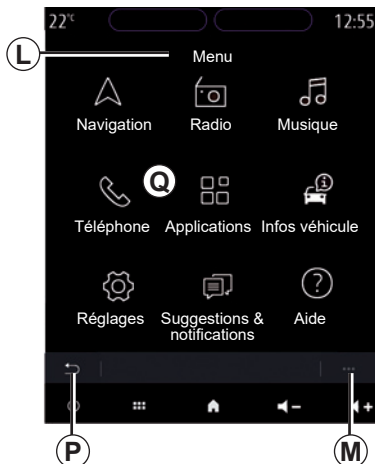 22°c 12:55
L
Menu
Navigation Radio Musique
Q
Téléphone Applications Infos véhicule
Réglages Suggestions & notifications Aide
P M